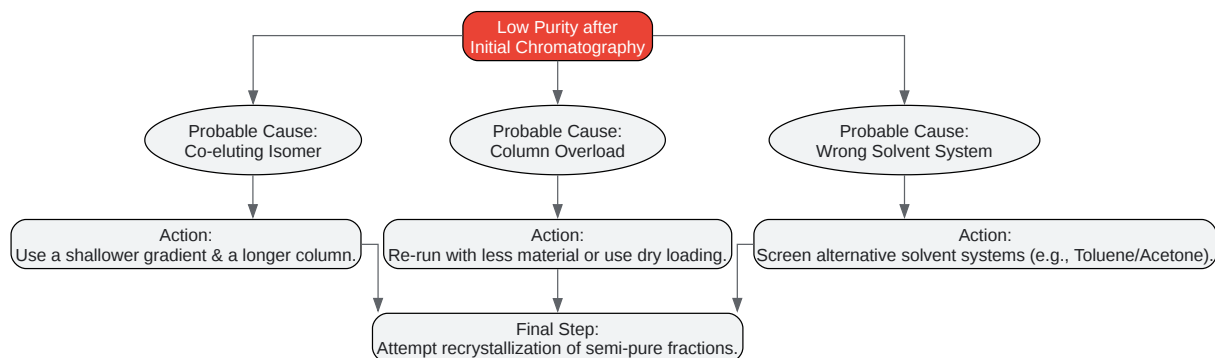 Low Purity after
Initial Chromatography
Probable Cause:
Co-eluting Isomer
Probable Cause:
Column Overload
Probable Cause:
Wrong Solvent System
Action:
Use a shallower gradient & a longer column.
Action:
Re-run with less material or use dry loading.
Action:
Screen alternative solvent systems (e.g., Toluene/Acetone).
Final Step:
Attempt recrystallization of semi-pure fractions.